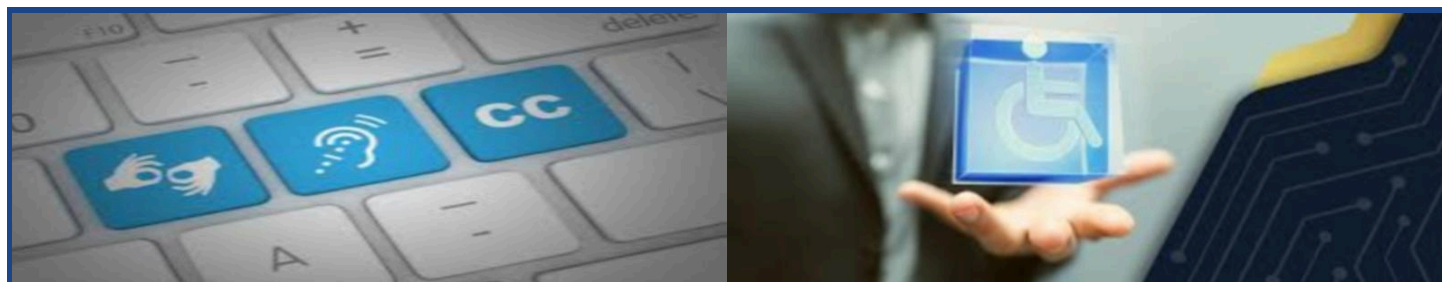 F10
delete
+
=
—
-
CC
A
—
-